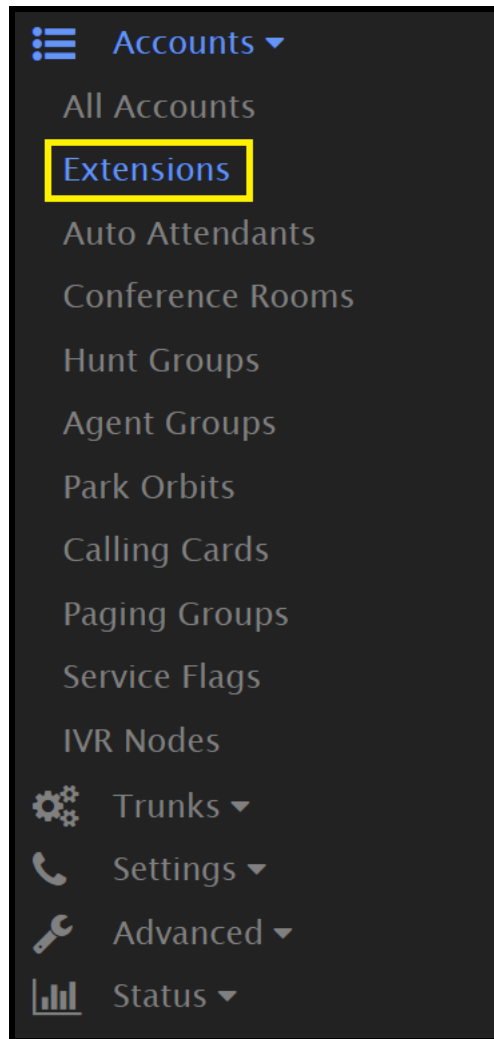 Accounts
All Accounts
Extensions
Auto Attendants
Conference Rooms
Hunt Groups
Agent Groups
Park Orbits
Calling Cards
Paging Groups
Service Flags
IVR Nodes
Trunks
Settings
Advanced
Status